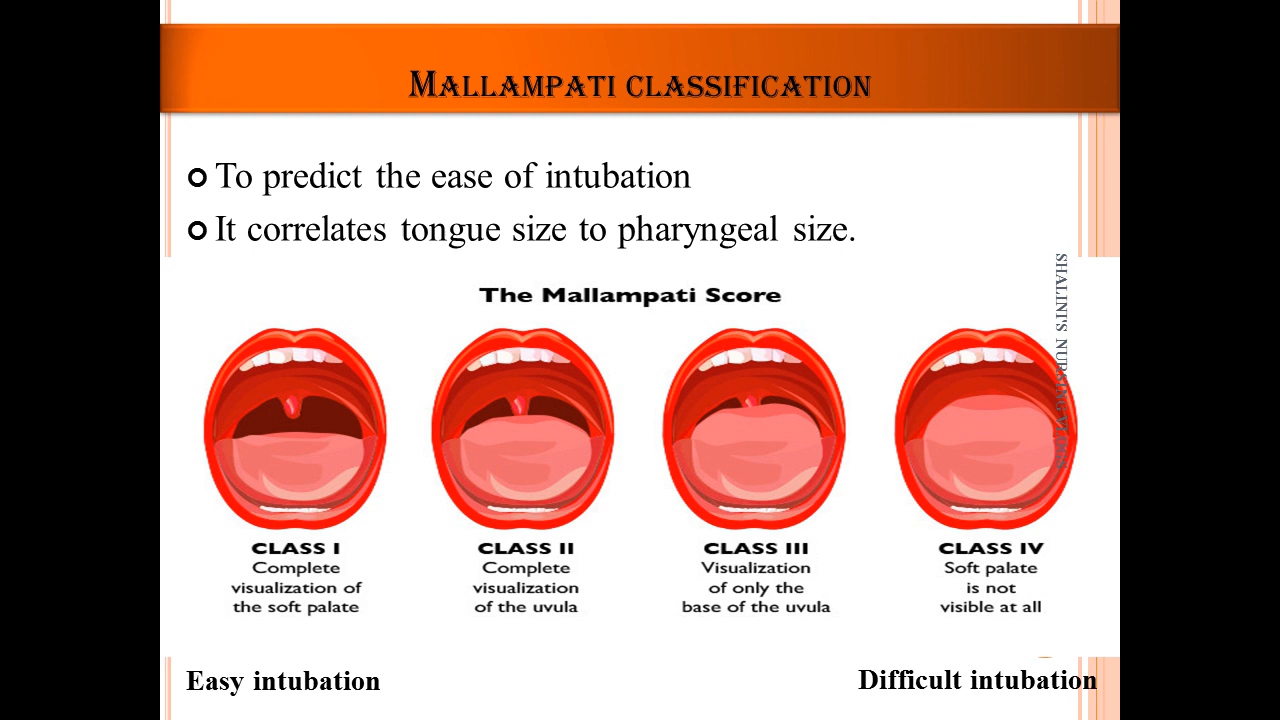 MALLAMPATI CLASSIFICATION
To predict the ease of intubation
It correlates tongue size to pharyngeal size.
The Mallampati Score
CLASS I
Complete
visualization of
the soft palate
CLASS II
Complete
visualization
of the uvula
CLASS III
Visualization
of only the
base of the uvula
CLASS IV
Soft palate
is not
visible at all
Easy intubation
Difficult intubation
SHALINI'S NURSING